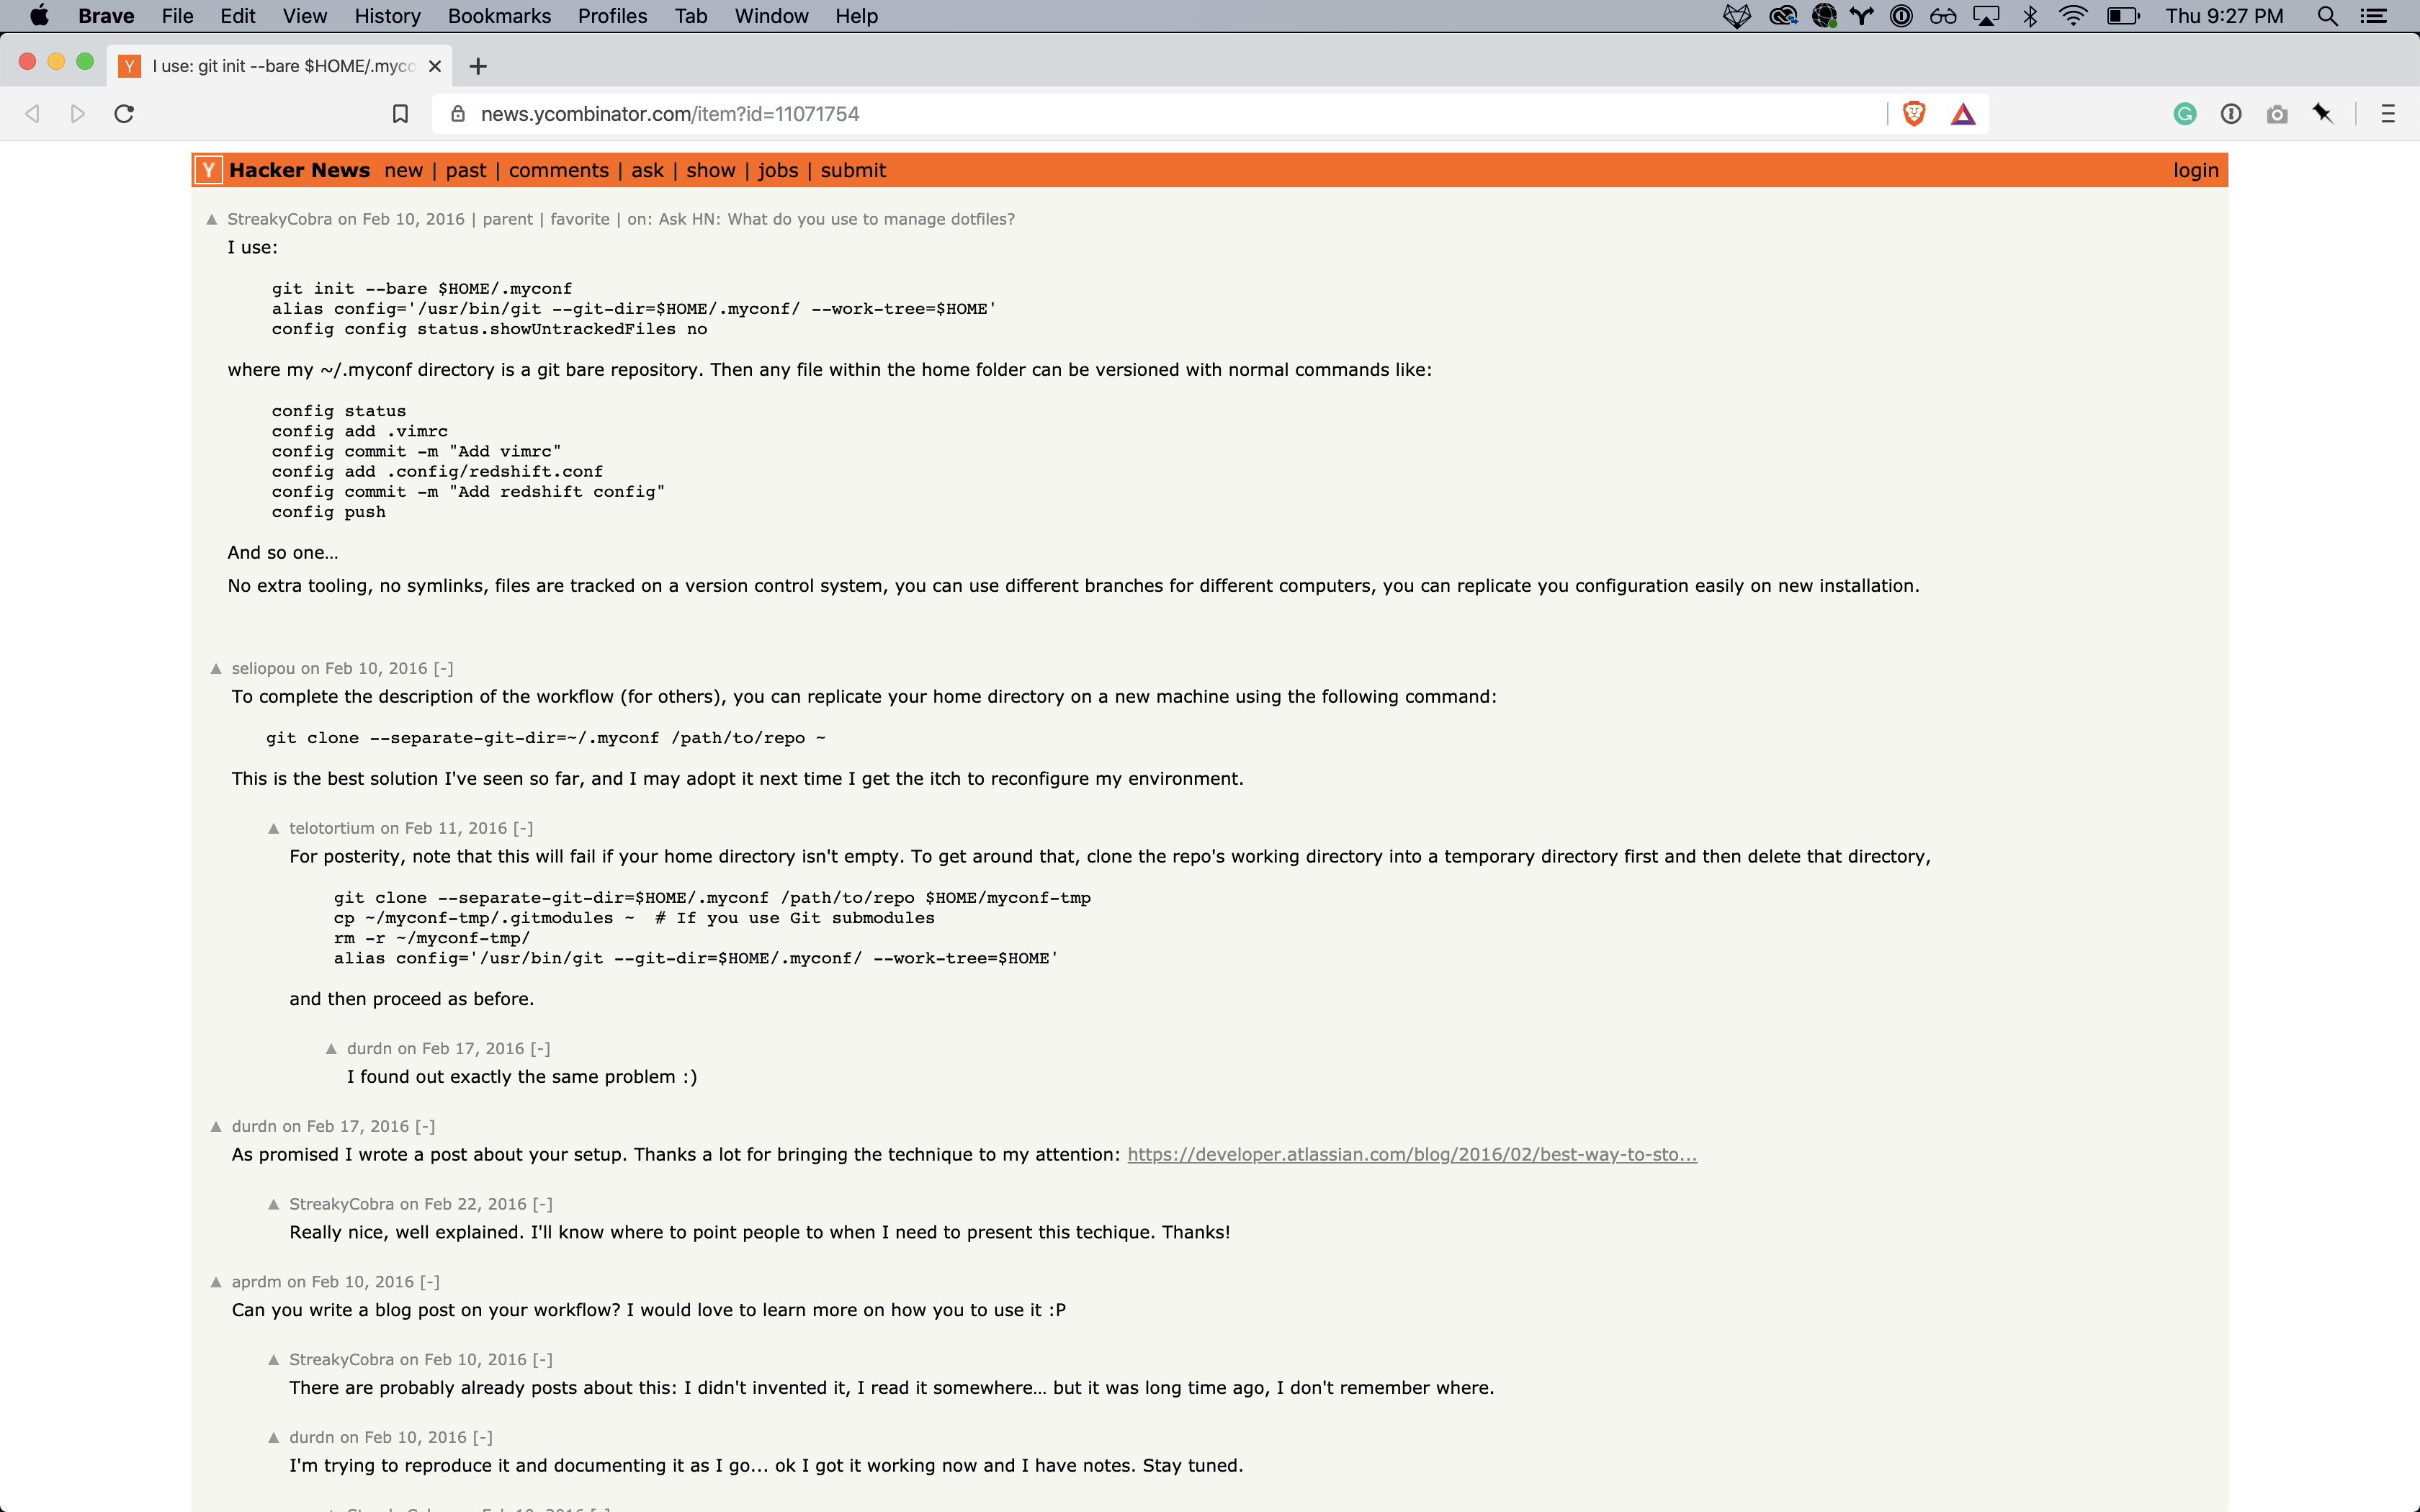 Brave File Edit View History Bookmarks Profiles Tab Window Help Thu 9:27 PM
Y I use: git init --bare $HOME/.myco
news.ycombinator.com/item?id=11071754
Y Hacker News new | past | comments | ask | show | jobs | submit login
▲ StreakyCobra on Feb 10, 2016 | parent | favorite | on: Ask HN: What do you use to manage dotfiles?
I use:
git init --bare $HOME/.myconf
alias config='/usr/bin/git --git-dir=$HOME/.myconf/ --work-tree=$HOME'
config config status.showUntrackedFiles no
where my ~/.myconf directory is a git bare repository. Then any file within the home folder can be versioned with normal commands like:
config status
config add .vimrc
config commit -m "Add vimrc"
config add .config/redshift.conf
config commit -m "Add redshift config"
config push
And so one…
No extra tooling, no symlinks, files are tracked on a version control system, you can use different branches for different computers, you can replicate you configuration easily on new installation.
▲ seliopou on Feb 10, 2016 [-]
To complete the description of the workflow (for others), you can replicate your home directory on a new machine using the following command:
git clone --separate-git-dir=~/.myconf /path/to/repo ~
This is the best solution I've seen so far, and I may adopt it next time I get the itch to reconfigure my environment.
▲ telotortium on Feb 11, 2016 [-]
For posterity, note that this will fail if your home directory isn't empty. To get around that, clone the repo's working directory into a temporary directory first and then delete that directory,
git clone --separate-git-dir=$HOME/.myconf /path/to/repo $HOME/myconf-tmp
cp ~/myconf-tmp/.gitmodules ~ # If you use Git submodules
rm -r ~/myconf-tmp/
alias config='/usr/bin/git --git-dir=$HOME/.myconf/ --work-tree=$HOME'
and then proceed as before.
▲ durdn on Feb 17, 2016 [-]
I found out exactly the same problem :)
▲ durdn on Feb 17, 2016 [-]
As promised I wrote a post about your setup. Thanks a lot for bringing the technique to my attention: https://developer.atlassian.com/blog/2016/02/best-way-to-sto...
▲ StreakyCobra on Feb 22, 2016 [-]
Really nice, well explained. I'll know where to point people to when I need to present this techique. Thanks!
▲ aprdm on Feb 10, 2016 [-]
Can you write a blog post on your workflow? I would love to learn more on how you to use it :P
▲ StreakyCobra on Feb 10, 2016 [-]
There are probably already posts about this: I didn't invented it, I read it somewhere… but it was long time ago, I don't remember where.
▲ durdn on Feb 10, 2016 [-]
I'm trying to reproduce it and documenting it as I go... ok I got it working now and I have notes. Stay tuned.